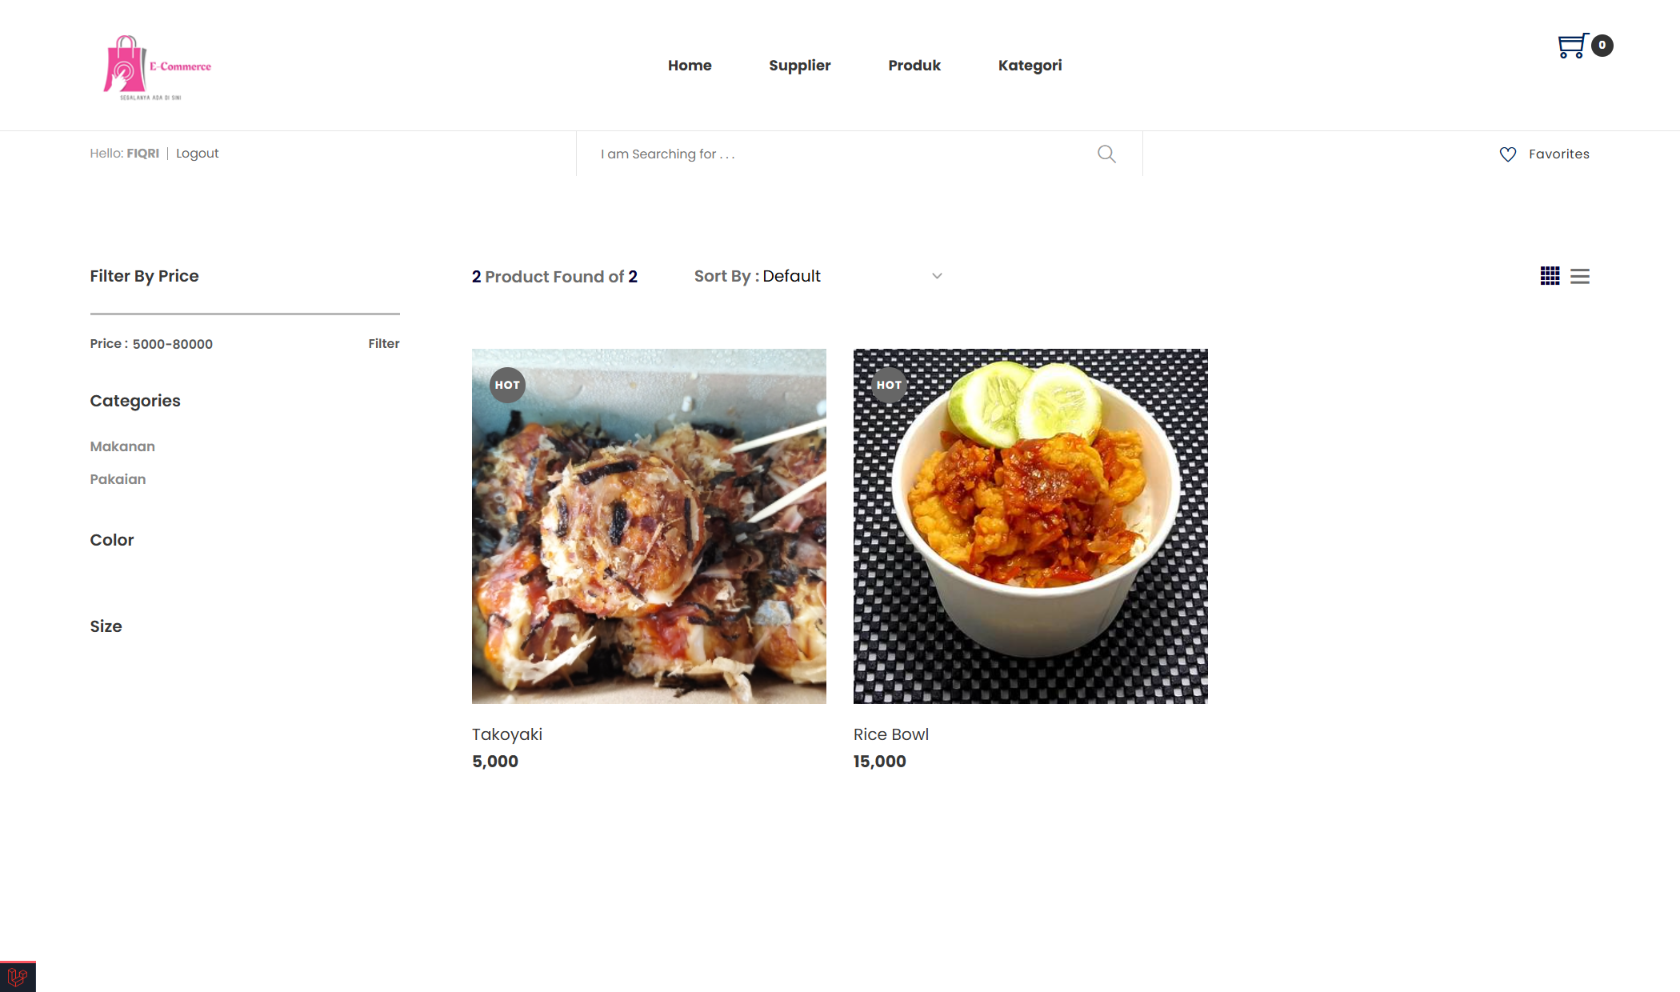 E-Commerce
SEGALANYA ADA DI SINI
Home
Supplier
Produk
Kategori
0
Hello: FIQRI | Logout
I am Searching for . . .
Favorites
Filter By Price
Price : 5000-80000
Filter
Categories
Makanan
Pakaian
Color
Size
2 Product Found of 2
Sort By : Default
HOT
Takoyaki
5,000
HOT
Rice Bowl
15,000